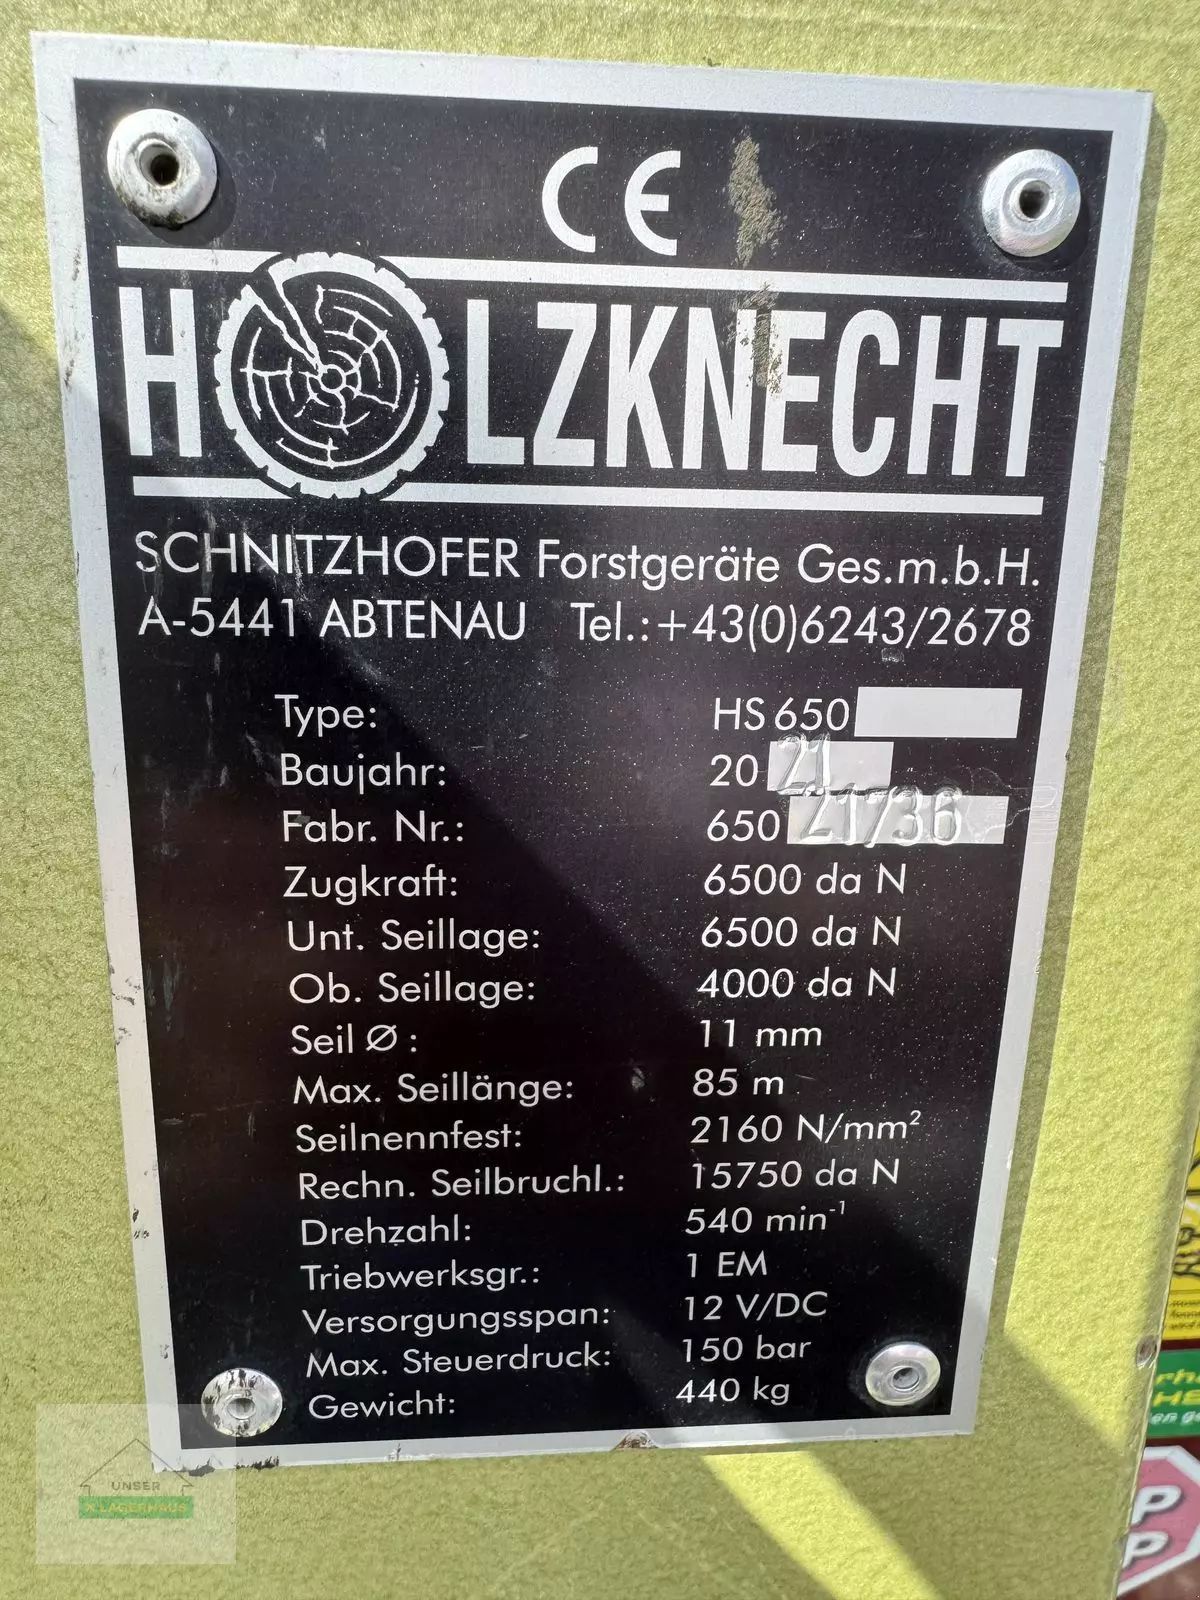 CE
HOLZKNECHT
SCHNITZHOFER Forstgeräte Ges.m.b.H.
A-5441 ABTENAU Tel.:+43(0)6243/2678
Type: HS 650
Baujahr: 20 21
Fabr. Nr.: 650 21736
Zugkraft: 6500 da N
Unt. Seillage: 6500 da N
Ob. Seillage: 4000 da N
Seil Ø : 11 mm
Max. Seillänge: 85 m
Seilnennfest: 2160 N/mm²
Rechn. Seilbruchl.: 15750 da N
Drehzahl: 540 min⁻¹
Triebwerksgr.: 1 EM
Versorgungsspan: 12 V/DC
Max. Steuerdruck: 150 bar
Gewicht: 440 kg
UNSER
LAGERHAUS